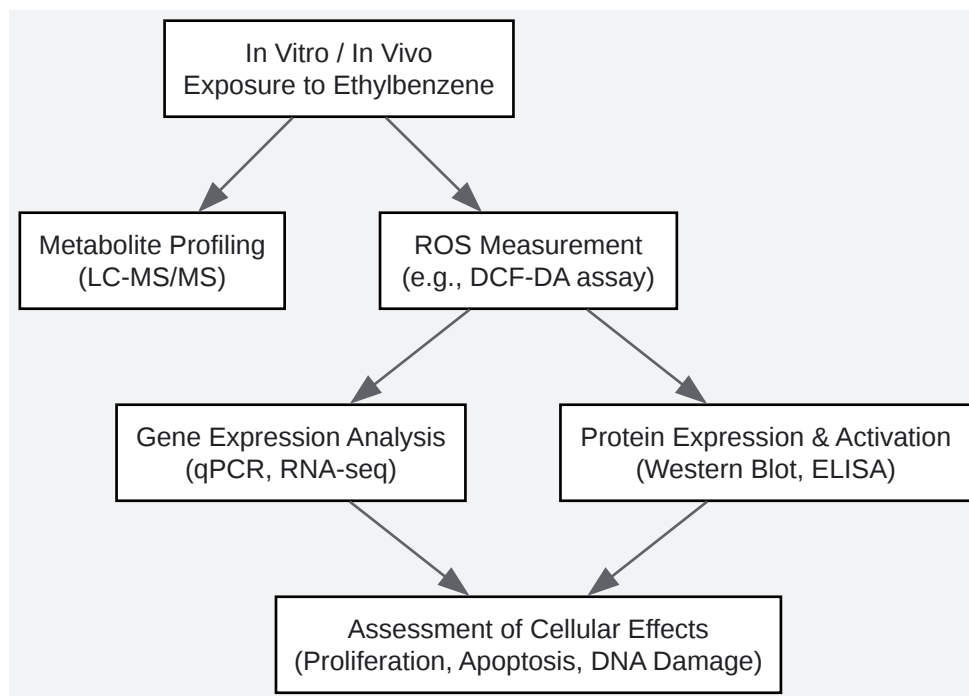 In Vitro / In Vivo
Exposure to Ethylbenzene
Metabolite Profiling
(LC-MS/MS)
ROS Measurement
(e.g., DCF-DA assay)
Gene Expression Analysis
(qPCR, RNA-seq)
Protein Expression & Activation
(Western Blot, ELISA)
Assessment of Cellular Effects
(Proliferation, Apoptosis, DNA Damage)